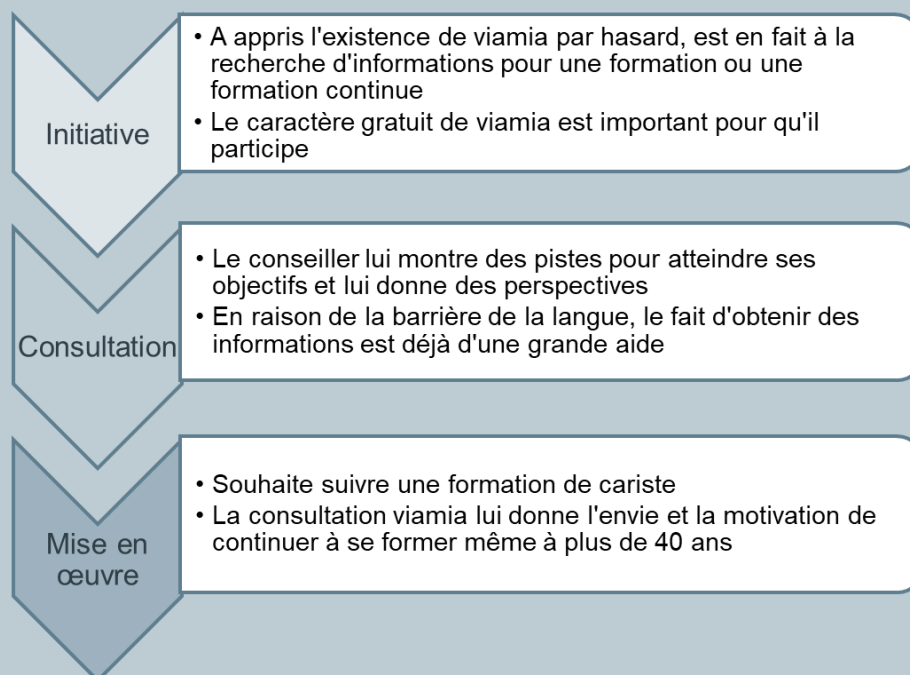 Initiative
• A appris l'existence de viamia par hasard, est en fait à la
recherche d'informations pour une formation ou une
formation continue
• Le caractère gratuit de viamia est important pour qu'il
participe
Consultation
• Le conseiller lui montre des pistes pour atteindre ses
objectifs et lui donne des perspectives
• En raison de la barrière de la langue, le fait d'obtenir des
informations est déjà d'une grande aide
Mise en
œuvre
• Souhaite suivre une formation de cariste
• La consultation viamia lui donne l'envie et la motivation de
continuer à se former même à plus de 40 ans